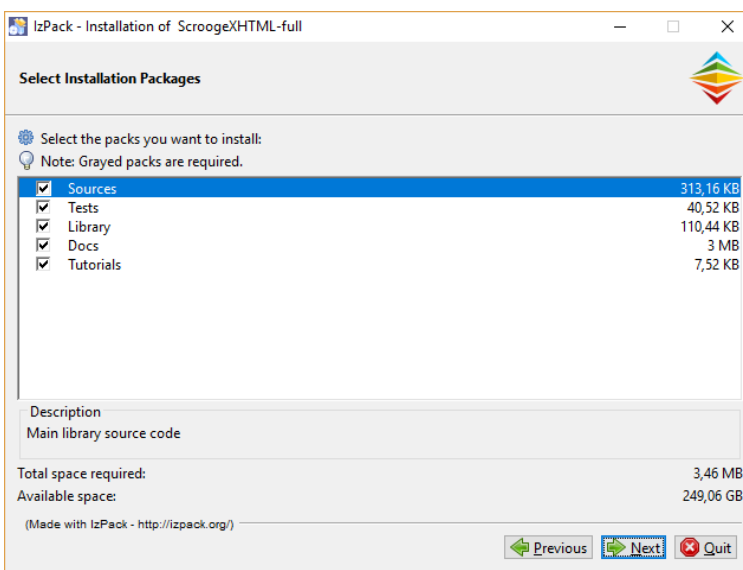 IzPack - Installation of ScroogeXHTML-full
Select Installation Packages
Select the packs you want to install:
Note: Grayed packs are required.
Sources 313,16 KB
Tests 40,52 KB
Library 110,44 KB
Docs 3 MB
Tutorials 7,52 KB
Description
Main library source code
Total space required: 3,46 MB
Available space: 249,06 GB
(Made with IzPack - http://izpack.org/)
Previous Next Quit